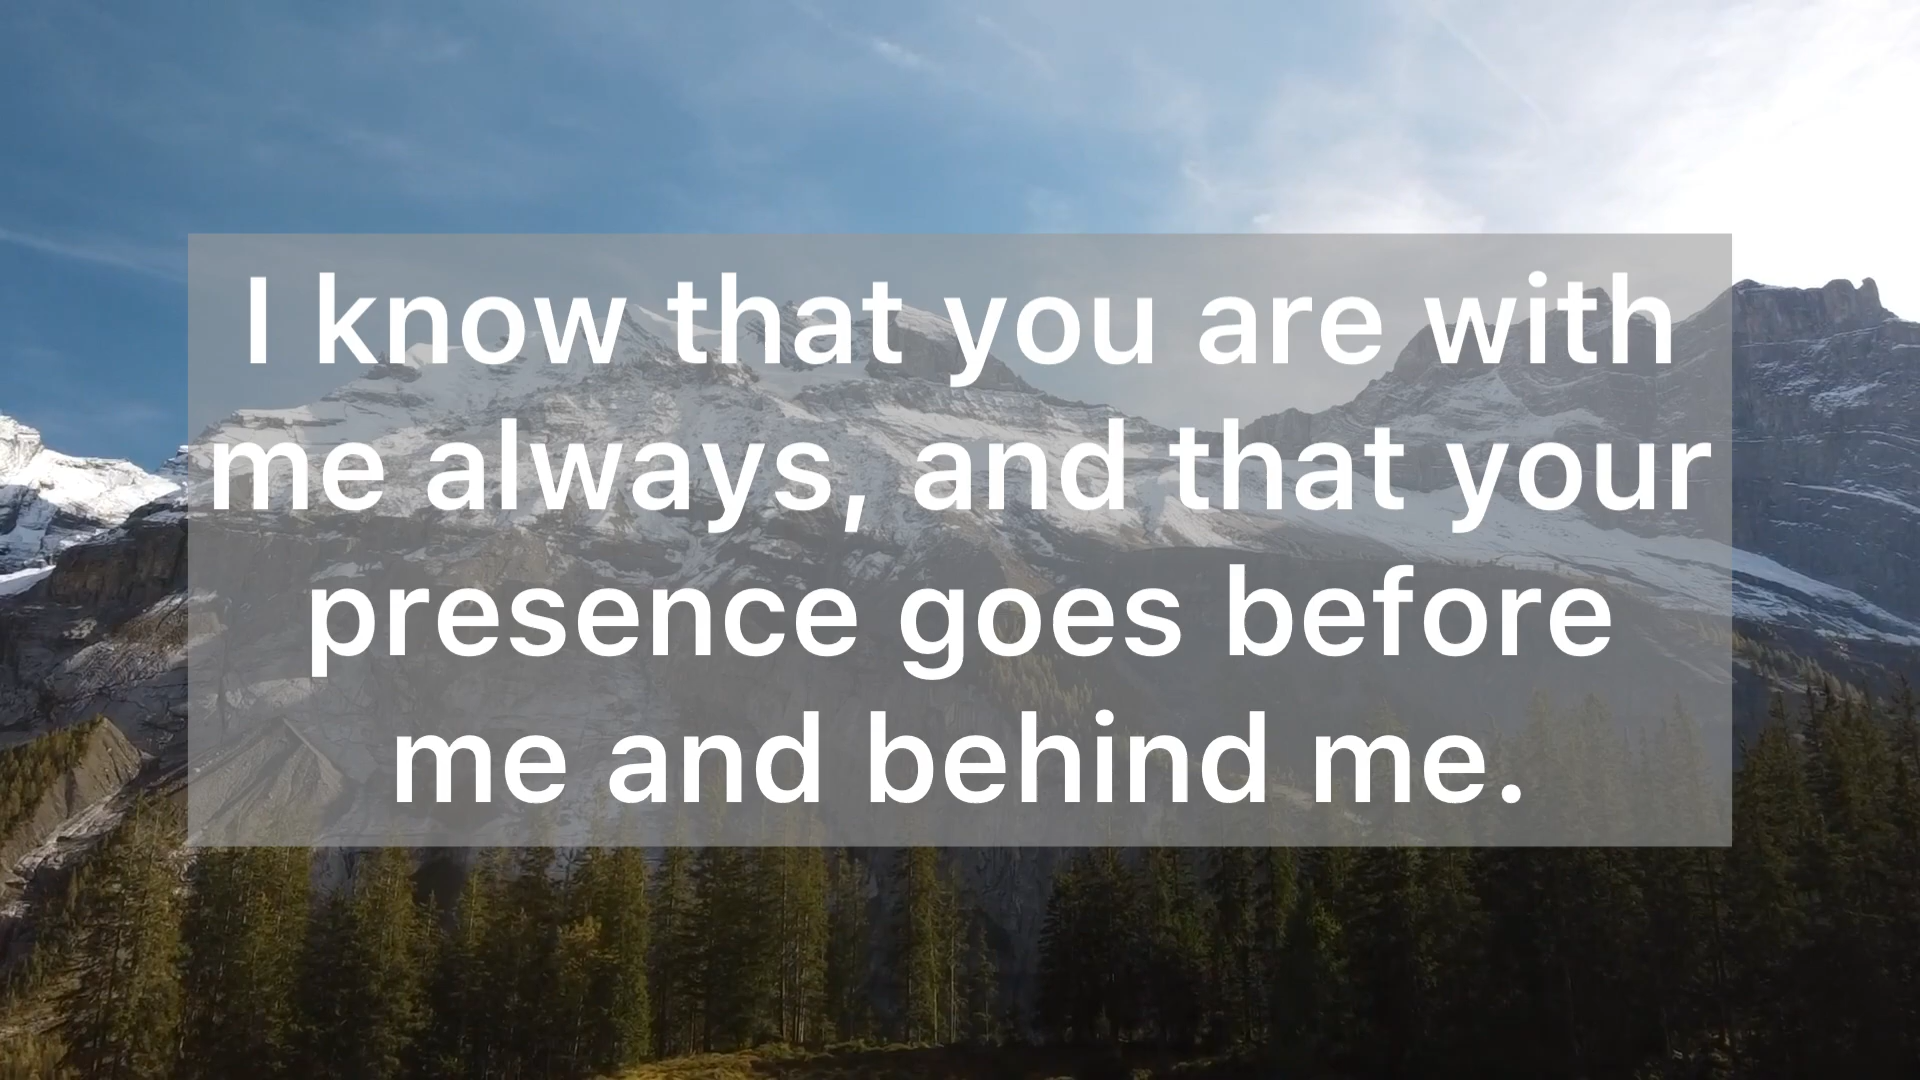 I know that you are with
me always, and that your
presence goes before
me and behind me.